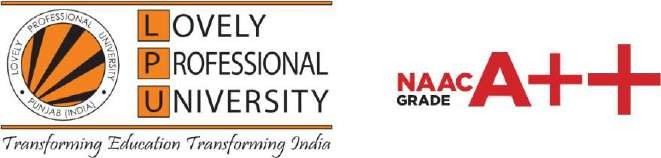 LOVELY PROFESSIONAL UNIVERSITY
PUNJAB (INDIA)
LOVELY
PROFESSIONAL
UNIVERSITY
Transforming Education Transforming India
NAAC
GRADE
A++